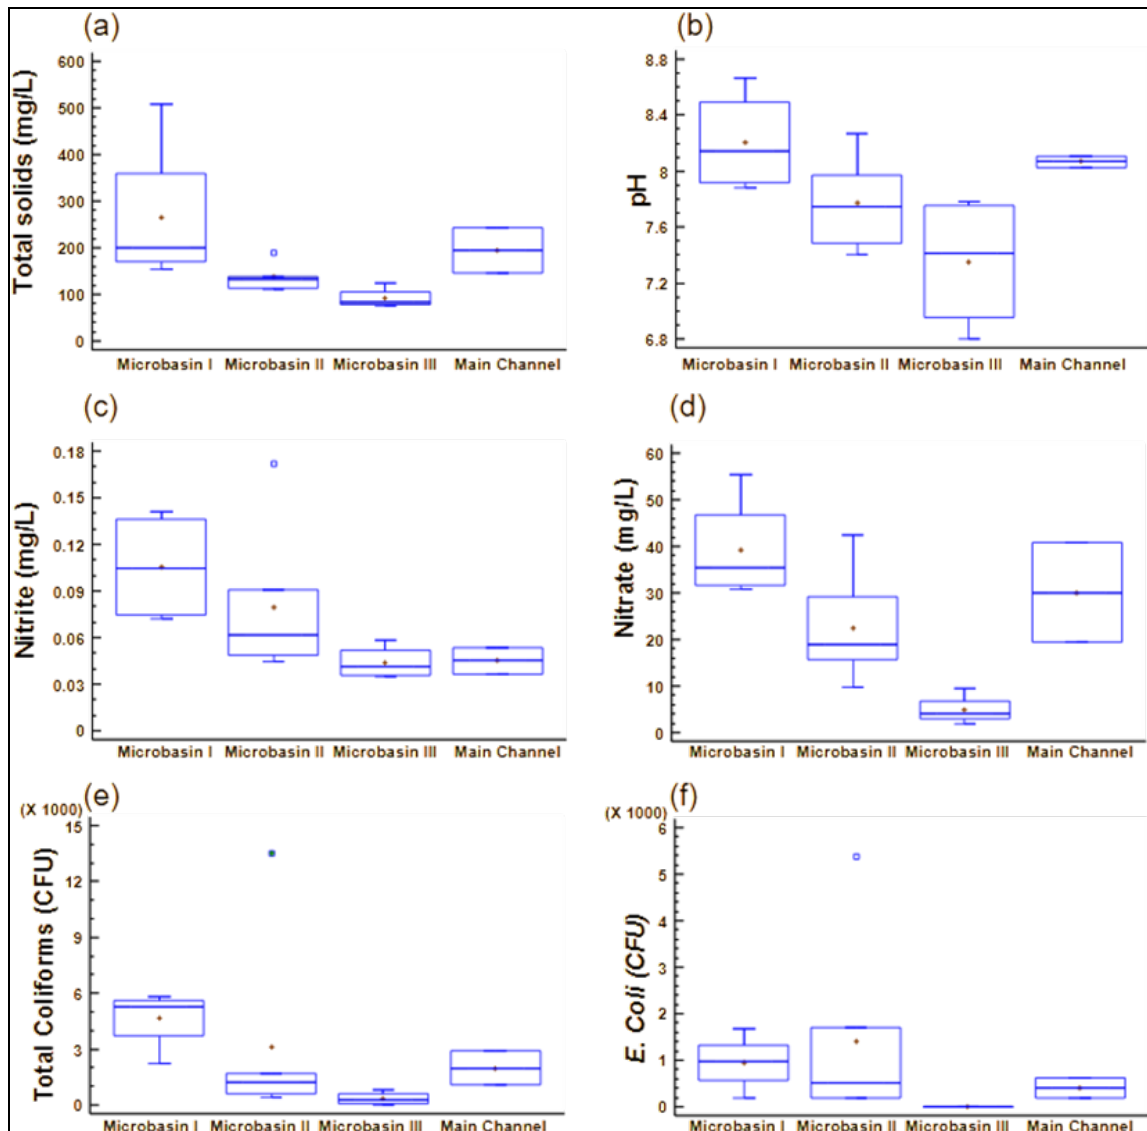 (a)
Total solids (mg/L)
600
500
400
300
200
100
0
Microbasin I Microbasin II Microbasin III Main Channel
(b)
pH
8.8
8.4
8
7.6
7.2
6.8
Microbasin I Microbasin II Microbasin III Main Channel
(c)
Nitrite (mg/L)
0.18
0.15
0.12
0.09
0.06
0.03
0
Microbasin I Microbasin II Microbasin III Main Channel
(d)
Nitrate (mg/L)
60
50
40
30
20
10
0
Microbasin I Microbasin II Microbasin III Main Channel
(e)
(X 1000)
Total Coliforms (CFU)
15
12
9
6
3
0
Microbasin I Microbasin II Microbasin III Main Channel
(f)
(X 1000)
E. Coli (CFU)
6
5
4
3
2
1
0
Microbasin I Microbasin II Microbasin III Main Channel